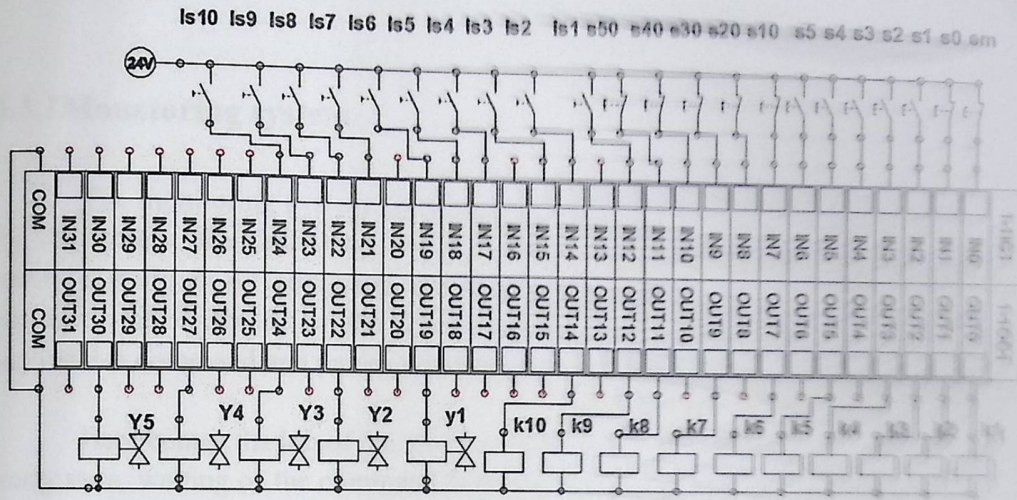 ls10 ls9 ls8 ls7 ls6 ls5 ls4 ls3 ls2 ls1 s50 s40 s30 s20 s10 s5 s4 s3 s2 s1 s0 sm
24V
Monitoring system
COM IN31 IN30 IN29 IN28 IN27 IN26 IN25 IN24 IN23 IN22 IN21 IN20 IN19 IN18 IN17 IN16 IN15 IN14 IN13 IN12 IN11 IN10 IN9 IN8 IN7 IN6 IN5 IN4 IN3 IN2 IN1 IN0
COM OUT31 OUT30 OUT29 OUT28 OUT27 OUT26 OUT25 OUT24 OUT23 OUT22 OUT21 OUT20 OUT19 OUT18 OUT17 OUT16 OUT15 OUT14 OUT13 OUT12 OUT11 OUT10 OUT9 OUT8 OUT7 OUT6 OUT5 OUT4 OUT3 OUT2 OUT1 OUT0
Y5 Y4 Y3 Y2 y1 k10 k9 k8 k7 k6 k5 k4 k3